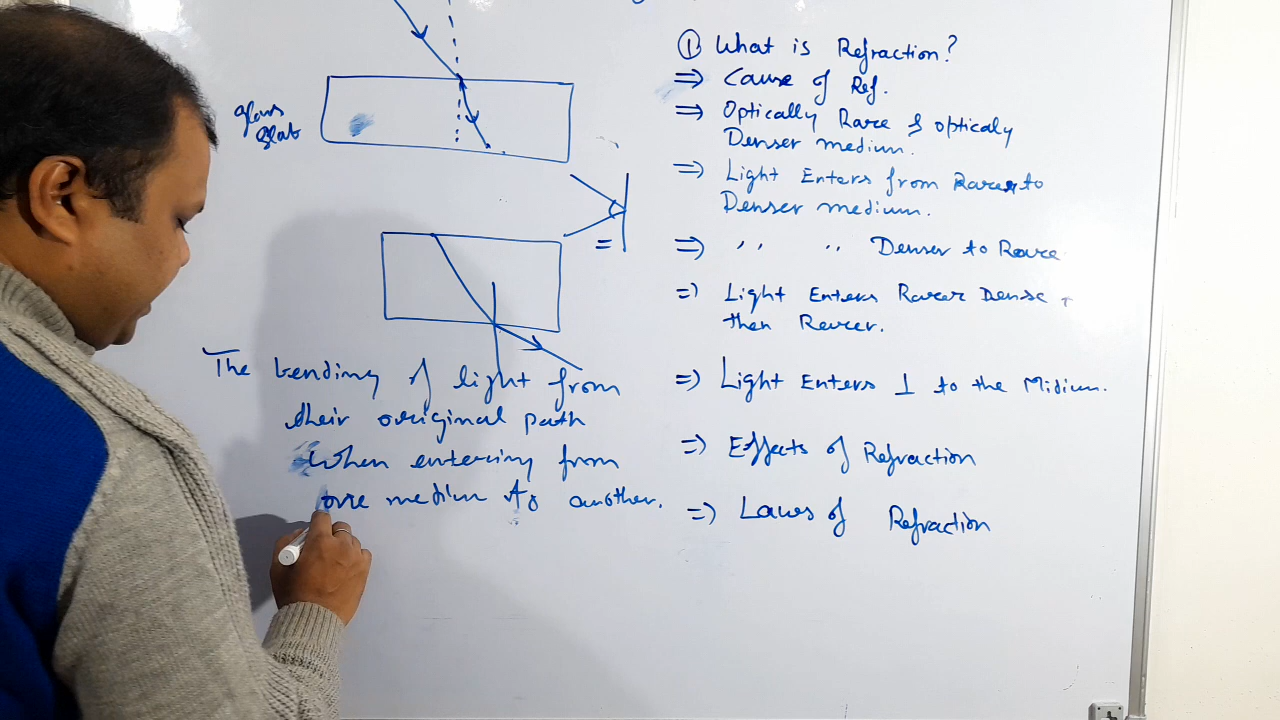 glass
slab
The bending of light from
their original path
when entering from
one medium to another.
① What is Refraction?
⇒ Cause of Ref.
⇒ Optically Rare & optically
Denser medium.
⇒ Light Enters from Rarer to
Denser medium.
⇒ ,, ,, Denser to Rarer
⇒ Light Enters Rarer Dense +
then Rarer.
⇒ Light Enters ⊥ to the Midium.
⇒ Effects of Refraction
⇒ Laws of Refraction